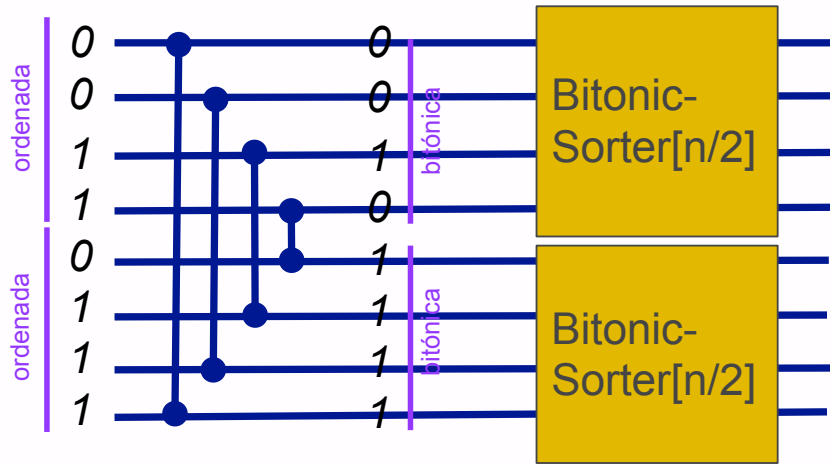 ordenada
0
0
1
1
ordenada
0
1
1
1
0
0
1
0
bitónica
1
1
1
1
bitónica
Bitonic-
Sorter[n/2]
Bitonic-
Sorter[n/2]